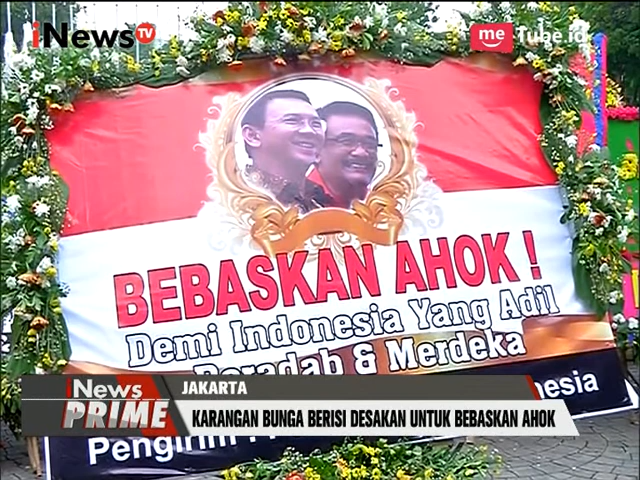 iNews TV
me Tube.id
BEBASKAN AHOK !
Demi Indonesia Yang Adil
Beradab & Merdeka
News
PRIME
JAKARTA
KARANGAN BUNGA BERISI DESAKAN UNTUK BEBASKAN AHOK